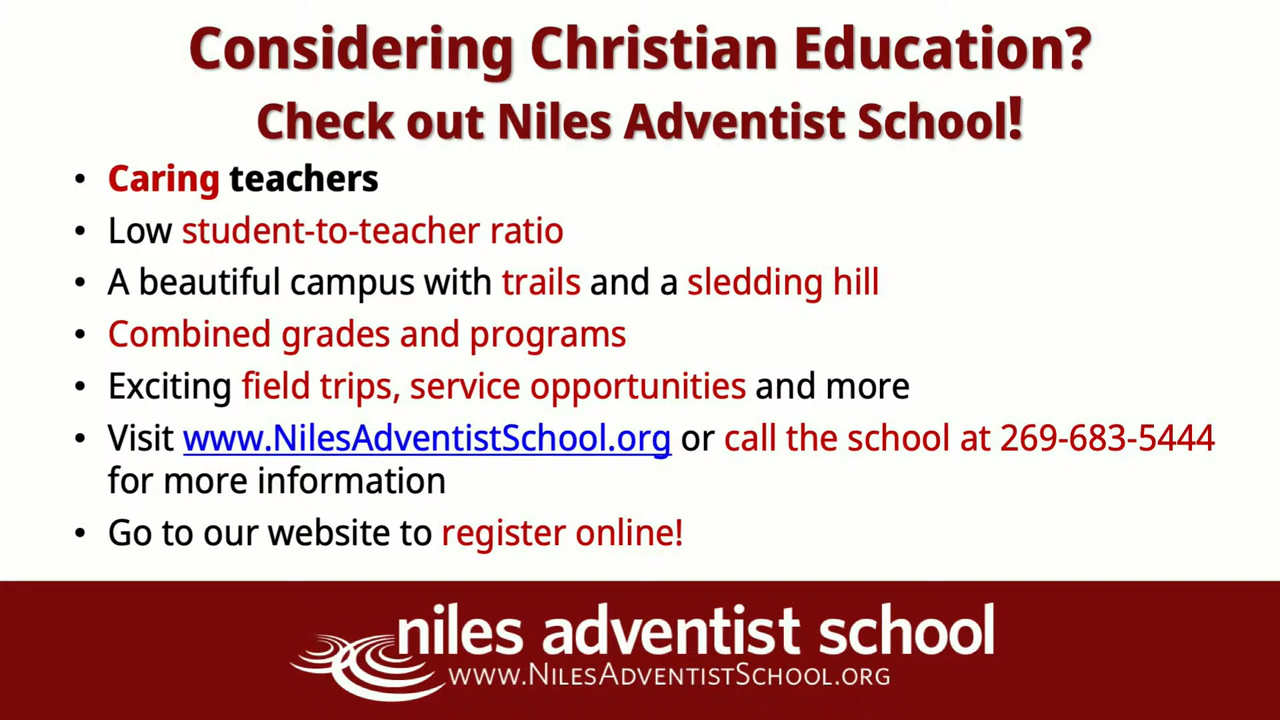 Considering Christian Education?
Check out Niles Adventist School!
• Caring teachers
• Low student-to-teacher ratio
• A beautiful campus with trails and a sledding hill
• Combined grades and programs
• Exciting field trips, service opportunities and more
• Visit www.NilesAdventistSchool.org or call the school at 269-683-5444
for more information
• Go to our website to register online!
niles adventist school
www.NilesAdventistSchool.org